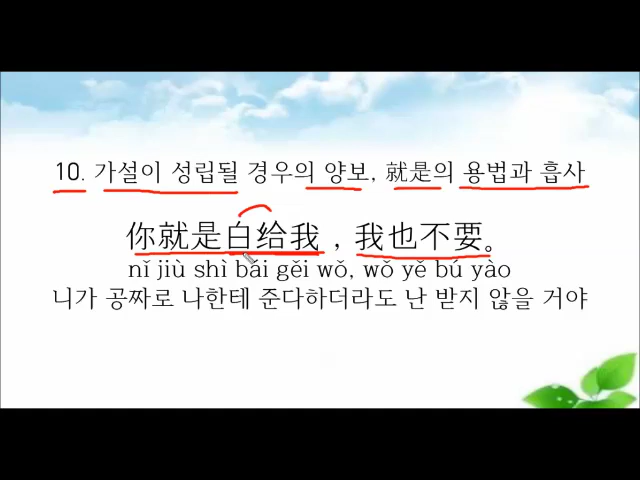 10. 가설이 성립될 경우의 양보, 就是의 용법과 흡사
你就是白给我，我也不要。
nǐ jiù shì bái gěi wǒ, wǒ yě bú yào
니가 공짜로 나한테 준다하더라도 난 받지 않을 거야